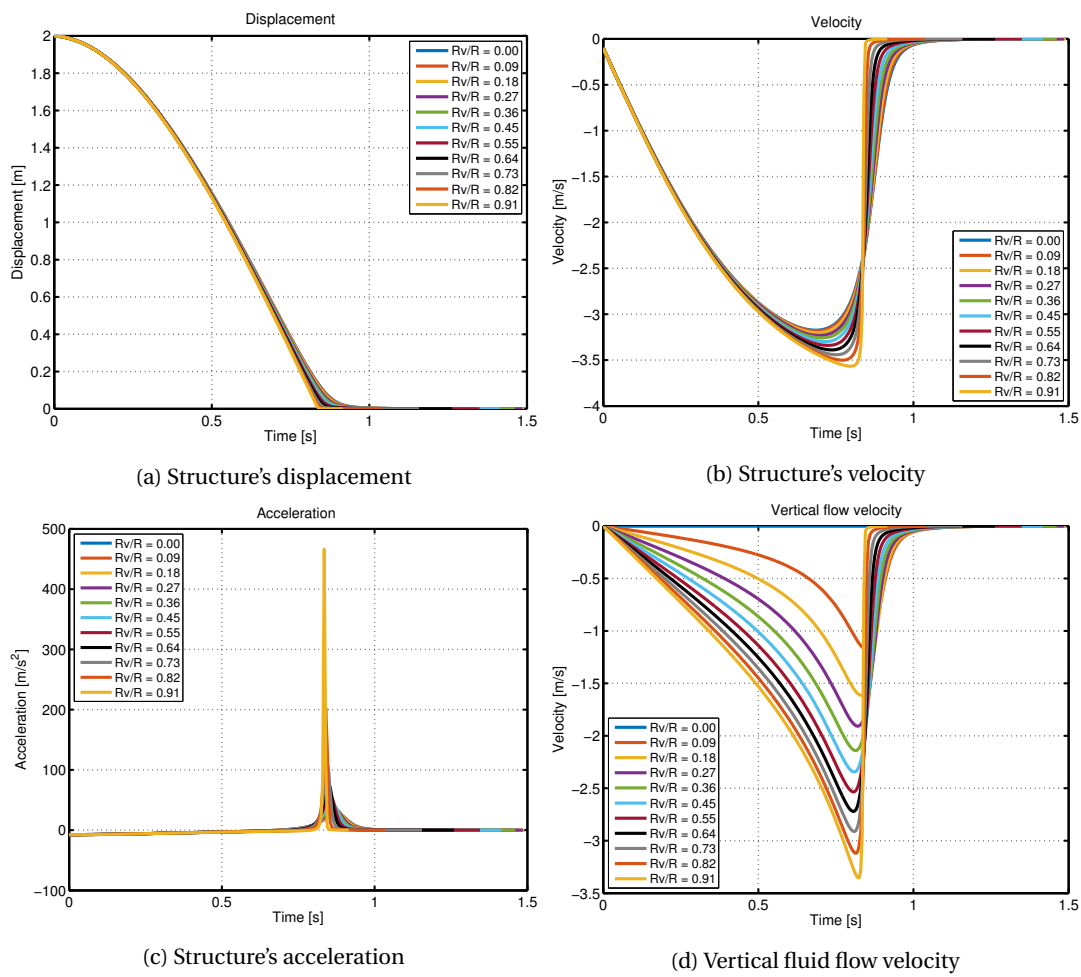 Displacement
2
1.8
1.6
1.4
1.2
1
0.8
0.6
0.4
0.2
0
Displacement [m]
Rv/R = 0.00
Rv/R = 0.09
Rv/R = 0.18
Rv/R = 0.27
Rv/R = 0.36
Rv/R = 0.45
Rv/R = 0.55
Rv/R = 0.64
Rv/R = 0.73
Rv/R = 0.82
Rv/R = 0.91
0 0.5 1 1.5
Time [s]
(a) Structure's displacement
Velocity
0
−0.5
−1
−1.5
−2
−2.5
−3
−3.5
−4
Velocity [m/s]
Rv/R = 0.00
Rv/R = 0.09
Rv/R = 0.18
Rv/R = 0.27
Rv/R = 0.36
Rv/R = 0.45
Rv/R = 0.55
Rv/R = 0.64
Rv/R = 0.73
Rv/R = 0.82
Rv/R = 0.91
0 0.5 1 1.5
Time [s]
(b) Structure's velocity
Acceleration
500
400
300
200
100
0
−100
Acceleration [m/s²]
Rv/R = 0.00
Rv/R = 0.09
Rv/R = 0.18
Rv/R = 0.27
Rv/R = 0.36
Rv/R = 0.45
Rv/R = 0.55
Rv/R = 0.64
Rv/R = 0.73
Rv/R = 0.82
Rv/R = 0.91
0 0.5 1 1.5
Time [s]
(c) Structure's acceleration
Vertical flow velocity
0
−0.5
−1
−1.5
−2
−2.5
−3
−3.5
Velocity [m/s]
Rv/R = 0.00
Rv/R = 0.09
Rv/R = 0.18
Rv/R = 0.27
Rv/R = 0.36
Rv/R = 0.45
Rv/R = 0.55
Rv/R = 0.64
Rv/R = 0.73
Rv/R = 0.82
Rv/R = 0.91
0 0.5 1 1.5
Time [s]
(d) Vertical fluid flow velocity